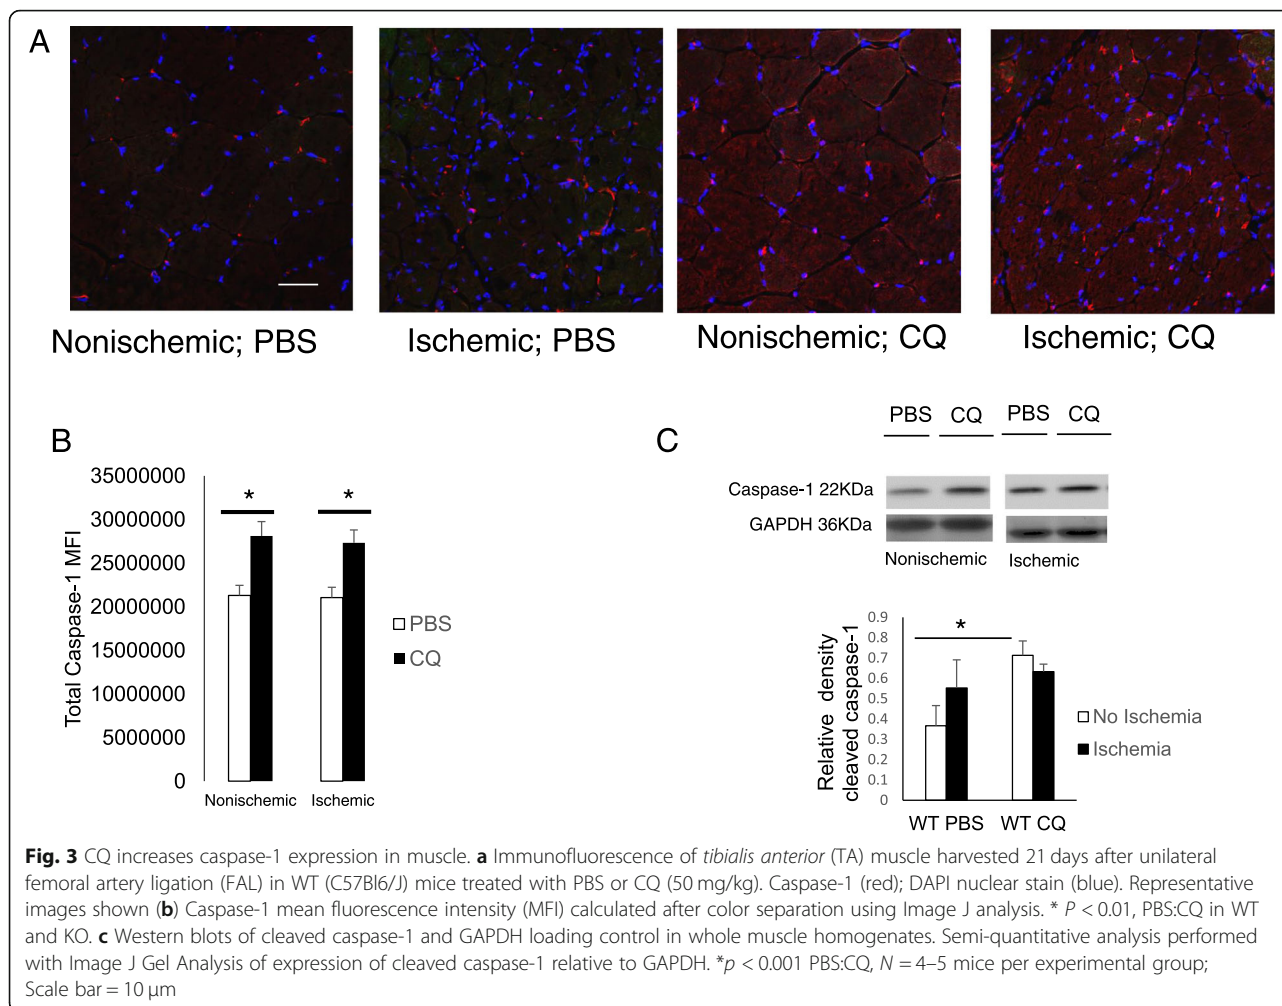 A
Nonischemic; PBS
Ischemic; PBS
Nonischemic; CQ
Ischemic; CQ
B
Total Caspase-1 MFI
35000000
30000000
25000000
20000000
15000000
10000000
5000000
0
* *
Nonischemic Ischemic
PBS
CQ
C
PBS CQ PBS CQ
Caspase-1 22KDa
GAPDH 36KDa
Nonischemic Ischemic
Relative density
cleaved caspase-1
0.9
0.8
0.7
0.6
0.5
0.4
0.3
0.2
0.1
0
*
WT PBS WT CQ
No Ischemia
Ischemia
Fig. 3 CQ increases caspase-1 expression in muscle. a Immunofluorescence of tibialis anterior (TA) muscle harvested 21 days after unilateral
femoral artery ligation (FAL) in WT (C57Bl6/J) mice treated with PBS or CQ (50 mg/kg). Caspase-1 (red); DAPI nuclear stain (blue). Representative
images shown (b) Caspase-1 mean fluorescence intensity (MFI) calculated after color separation using Image J analysis. * P < 0.01, PBS:CQ in WT
and KO. c Western blots of cleaved caspase-1 and GAPDH loading control in whole muscle homogenates. Semi-quantitative analysis performed
with Image J Gel Analysis of expression of cleaved caspase-1 relative to GAPDH. *p < 0.001 PBS:CQ, N = 4–5 mice per experimental group;
Scale bar = 10 μm